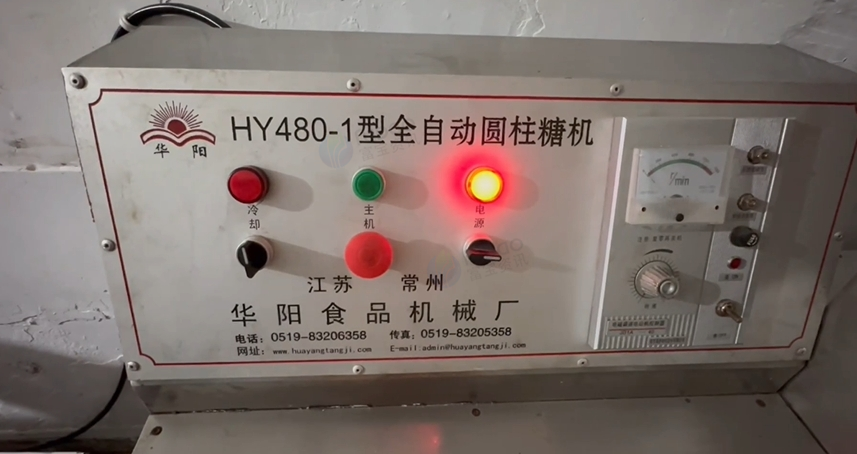 华阳
HY480-1型全自动圆柱糖机
冷却
主机
电源
r/min
江苏 常州
华阳食品机械厂
电话：0519-83206358 传真：0519-83205358
网址：www.huayangtangji.com E-mail:admin@huayangtangji.com